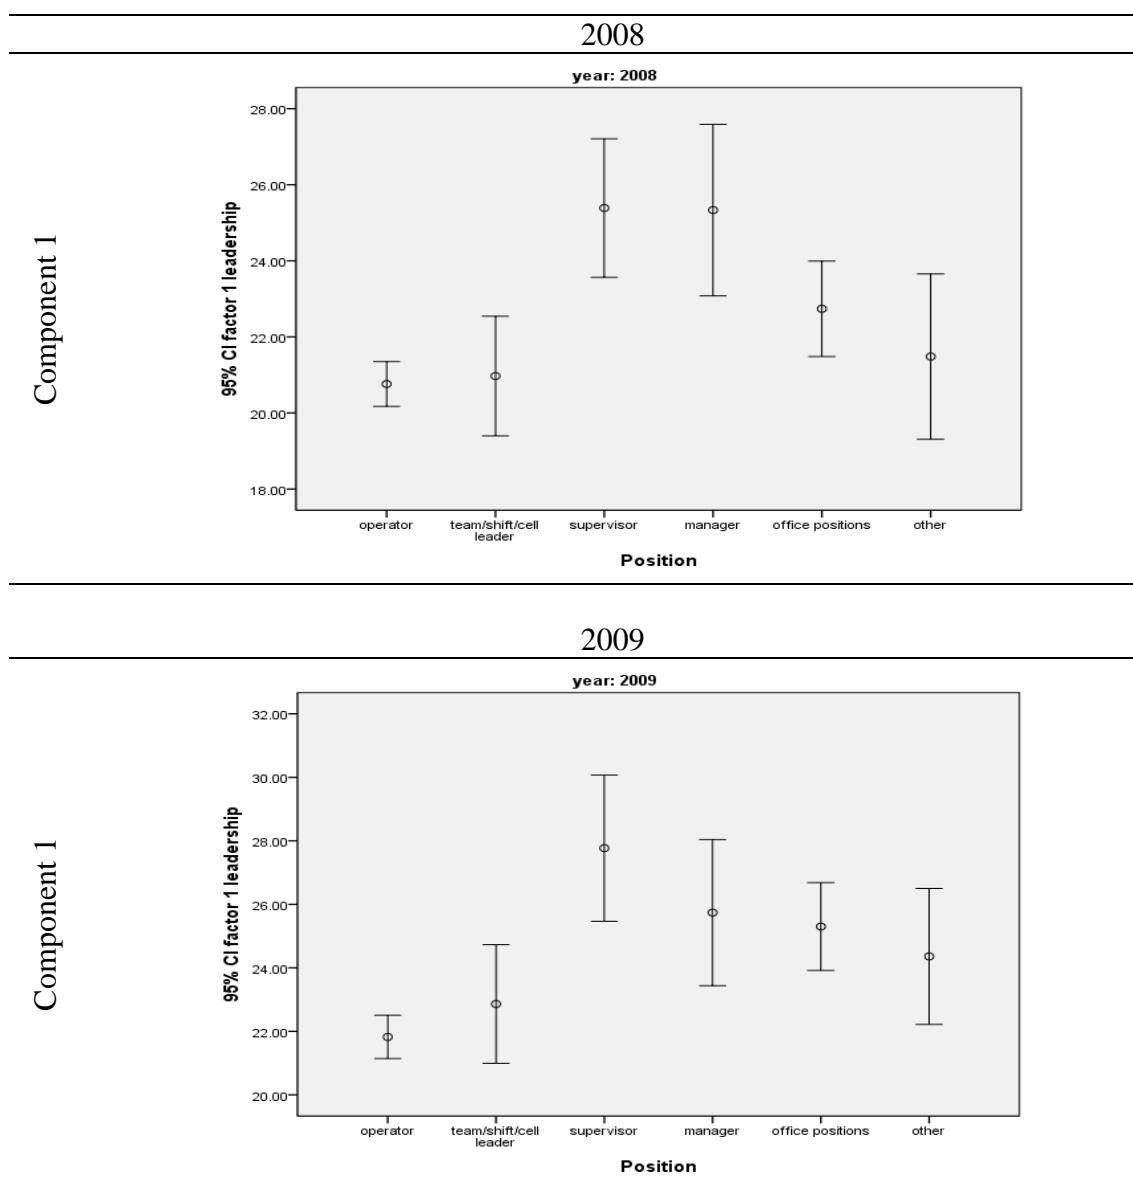 2008
Component 1
year: 2008
95% CI factor 1 leadership
28.00
26.00
24.00
22.00
20.00
18.00
operator
team/shift/cell
leader
supervisor
manager
office positions
other
Position
2009
Component 1
year: 2009
95% CI factor 1 leadership
32.00
30.00
28.00
26.00
24.00
22.00
20.00
operator
team/shift/cell
leader
supervisor
manager
office positions
other
Position